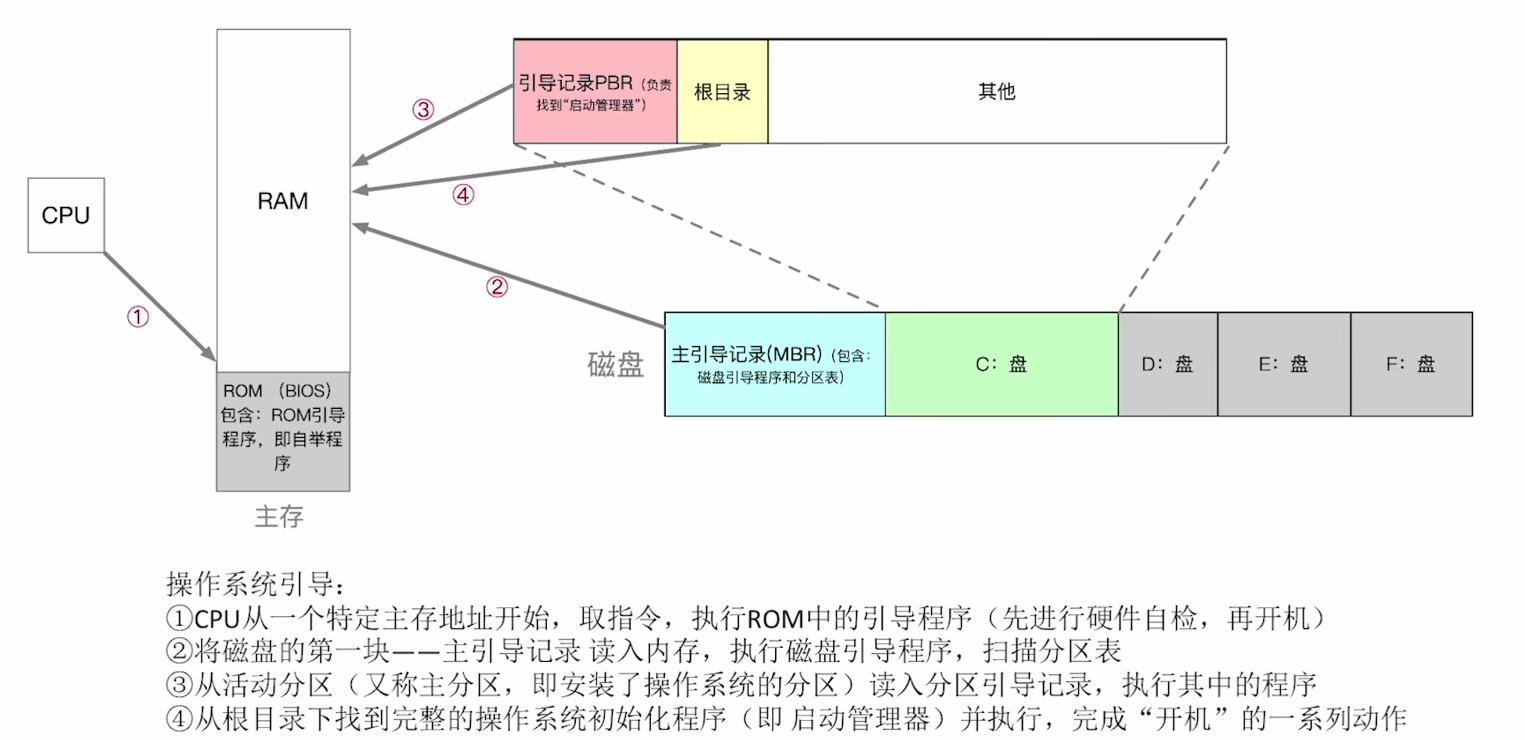 引导记录PBR（负责
找到“启动管理器”）
根目录
其他
③
④
RAM
CPU
②
①
主引导记录(MBR)（包含：
磁盘引导程序和分区表）
磁盘
C：盘
D：盘
E：盘
F：盘
ROM （BIOS）
包含：ROM引导
程序，即自举程
序
主存
操作系统引导：
①CPU从一个特定主存地址开始，取指令，执行ROM中的引导程序（先进行硬件自检，再开机）
②将磁盘的第一块——主引导记录 读入内存，执行磁盘引导程序，扫描分区表
③从活动分区（又称主分区，即安装了操作系统的分区）读入分区引导记录，执行其中的程序
④从根目录下找到完整的操作系统初始化程序（即 启动管理器）并执行，完成“开机”的一系列动作